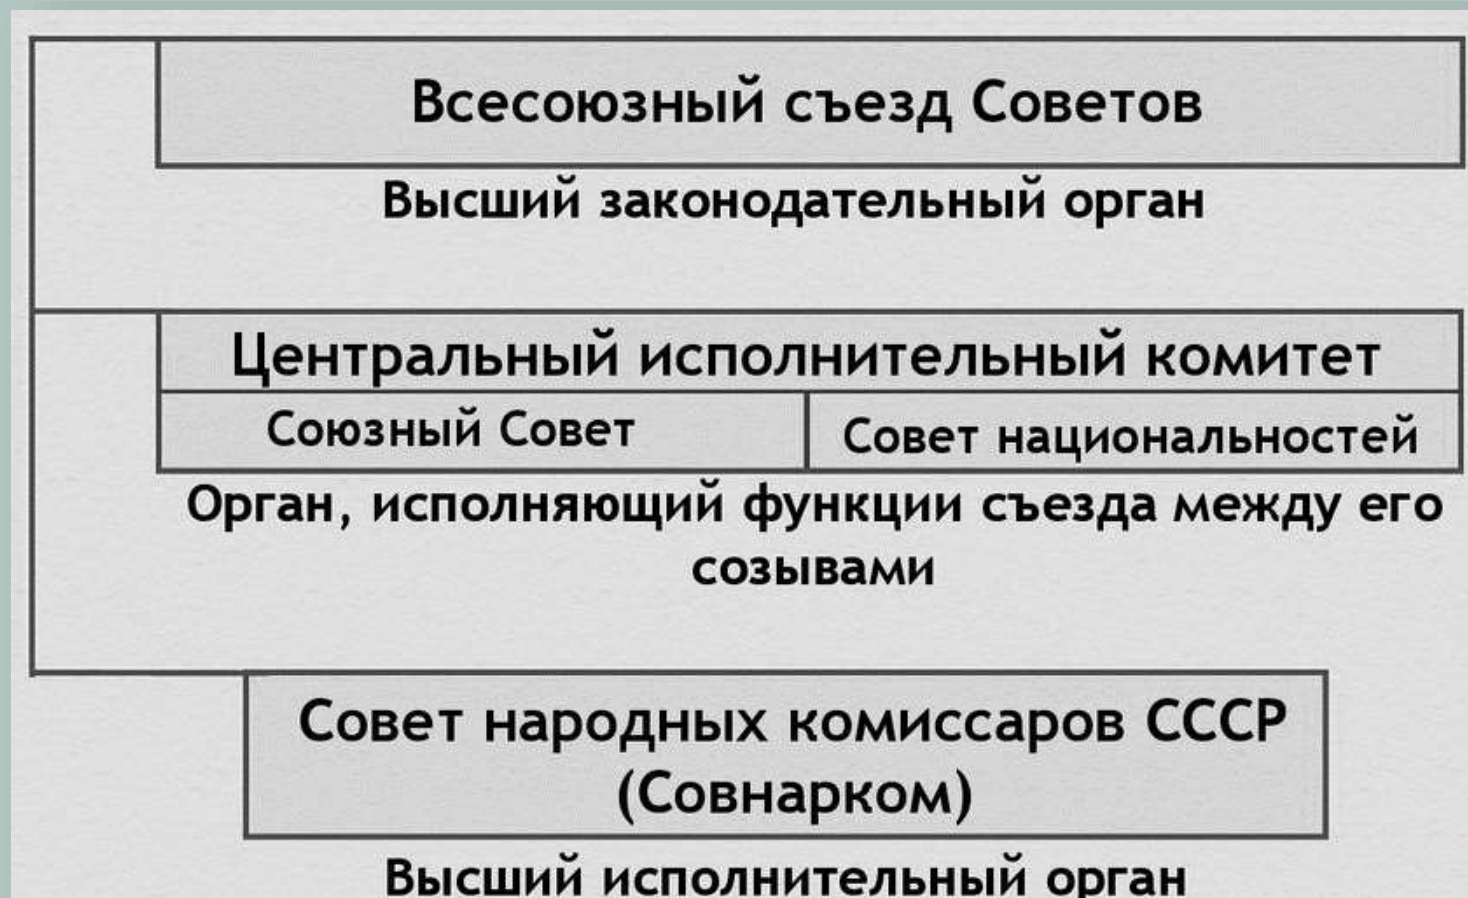 Всесоюзный съезд Советов
Высший законодательный орган
Центральный исполнительный комитет
Союзный Совет
Совет национальностей
Орган, исполняющий функции съезда между его
созывами
Совет народных комиссаров СССР
(Совнарком)
Высший исполнительный орган